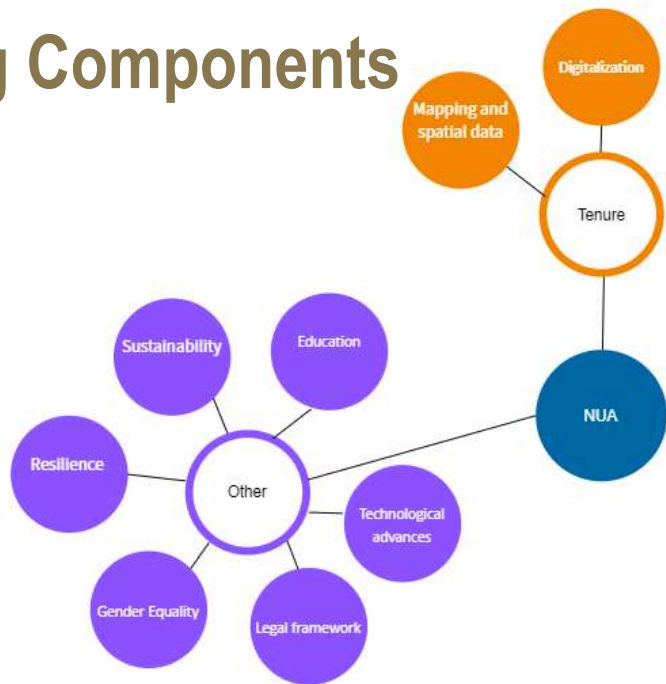 g Components
Digitalization
Mapping and
spatial data
Tenure
Sustainability
Education
NUA
Resilience
Other
Technological
advances
Gender Equality
Legal framework